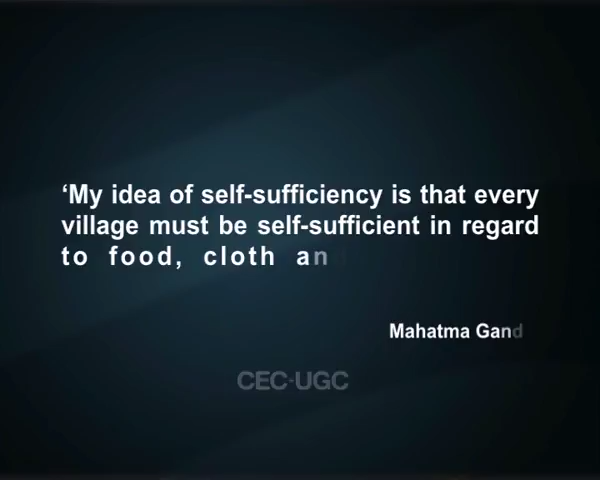 ‘My idea of self-sufficiency is that every
village must be self-sufficient in regard
to food, cloth an
Mahatma Gand
CEC-UGC